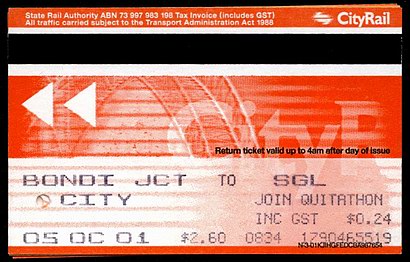 State Rail Authority ABN 73 997 983 198 Tax Invoice (includes GST)
All traffic carried subject to the Transport Administration Act 1988
CityRail
Return ticket valid up to 4am after day of issue
BONDI JCT TO SGL
CITY JOIN QUITATHON
INC GST $0.24
05 OC 01 $2.60 0834 1790465519